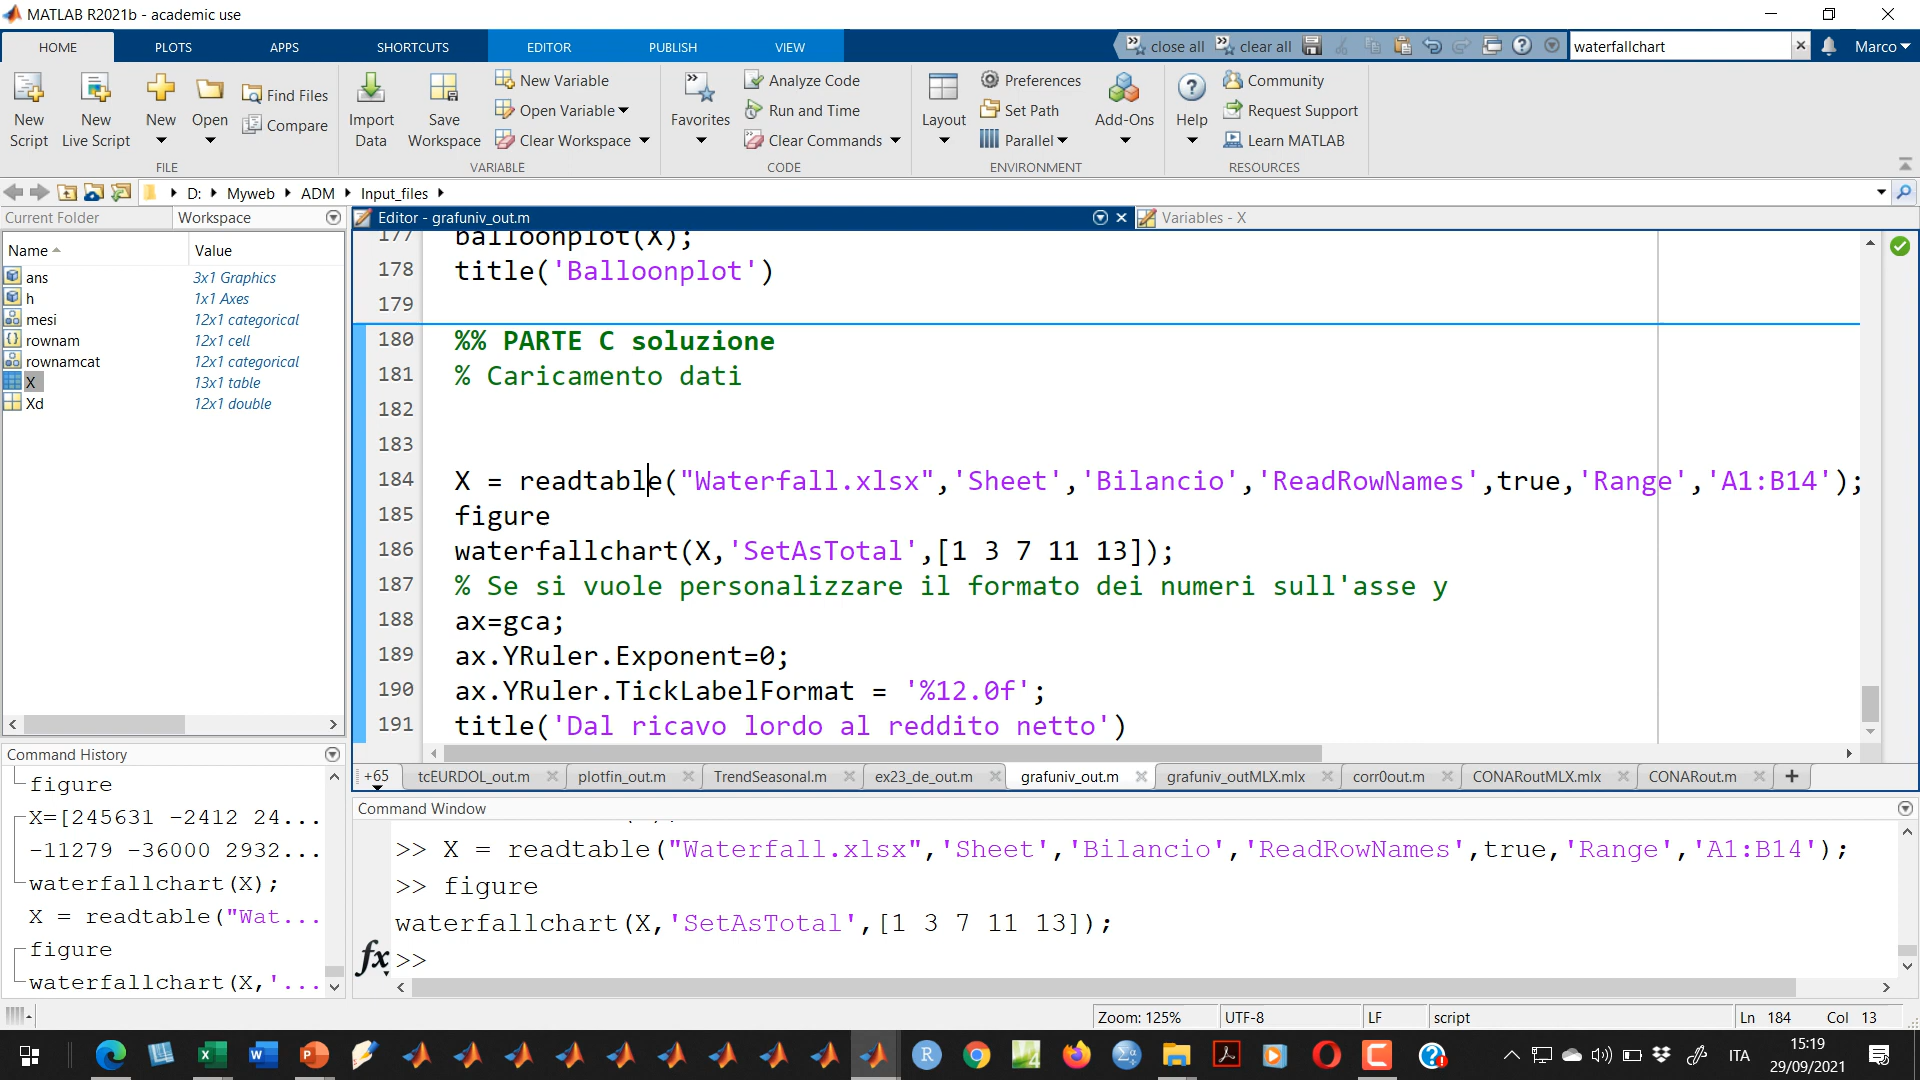 MATLAB R2021b - academic use
HOME PLOTS APPS SHORTCUTS EDITOR PUBLISH VIEW close all clear all waterfallchart Marco
New Script
New Live Script
New
Open
Find Files
Compare
FILE
Import Data
Save Workspace
New Variable
Open Variable
Clear Workspace
VARIABLE
Favorites
Analyze Code
Run and Time
Clear Commands
CODE
Layout
Preferences
Set Path
Parallel
Add-Ons
ENVIRONMENT
Help
Community
Request Support
Learn MATLAB
RESOURCES
D: Myweb ADM Input_files
Current Folder Workspace
Name Value
ans 3x1 Graphics
h 1x1 Axes
mesi 12x1 categorical
rownam 12x1 cell
rownamcat 12x1 categorical
X 13x1 table
Xd 12x1 double
Command History
figure
X=[245631 -2412 24...
-11279 -36000 2932...
waterfallchart(X);
X = readtable("Wat...
figure
waterfallchart(X,'...
Editor - grafuniv_out.m Variables - X
177 balloonplot(X);
178 title('Balloonplot')
179
180 %% PARTE C soluzione
181 % Caricamento dati
182
183
184 X = readtable("Waterfall.xlsx",'Sheet','Bilancio','ReadRowNames',true,'Range','A1:B14');
185 figure
186 waterfallchart(X,'SetAsTotal',[1 3 7 11 13]);
187 % Se si vuole personalizzare il formato dei numeri sull'asse y
188 ax=gca;
189 ax.YRuler.Exponent=0;
190 ax.YRuler.TickLabelFormat = '%12.0f';
191 title('Dal ricavo lordo al reddito netto')
+65 tcEURDOL_out.m plotfin_out.m TrendSeasonal.m ex23_de_out.m grafuniv_out.m grafuniv_outMLX.mlx corr0out.m CONARoutMLX.mlx CONARout.m +
Command Window
>> X = readtable("Waterfall.xlsx",'Sheet','Bilancio','ReadRowNames',true,'Range','A1:B14');
>> figure
waterfallchart(X,'SetAsTotal',[1 3 7 11 13]);
fx >>
Zoom: 125% UTF-8 LF script Ln 184 Col 13
ITA
15:19
29/09/2021